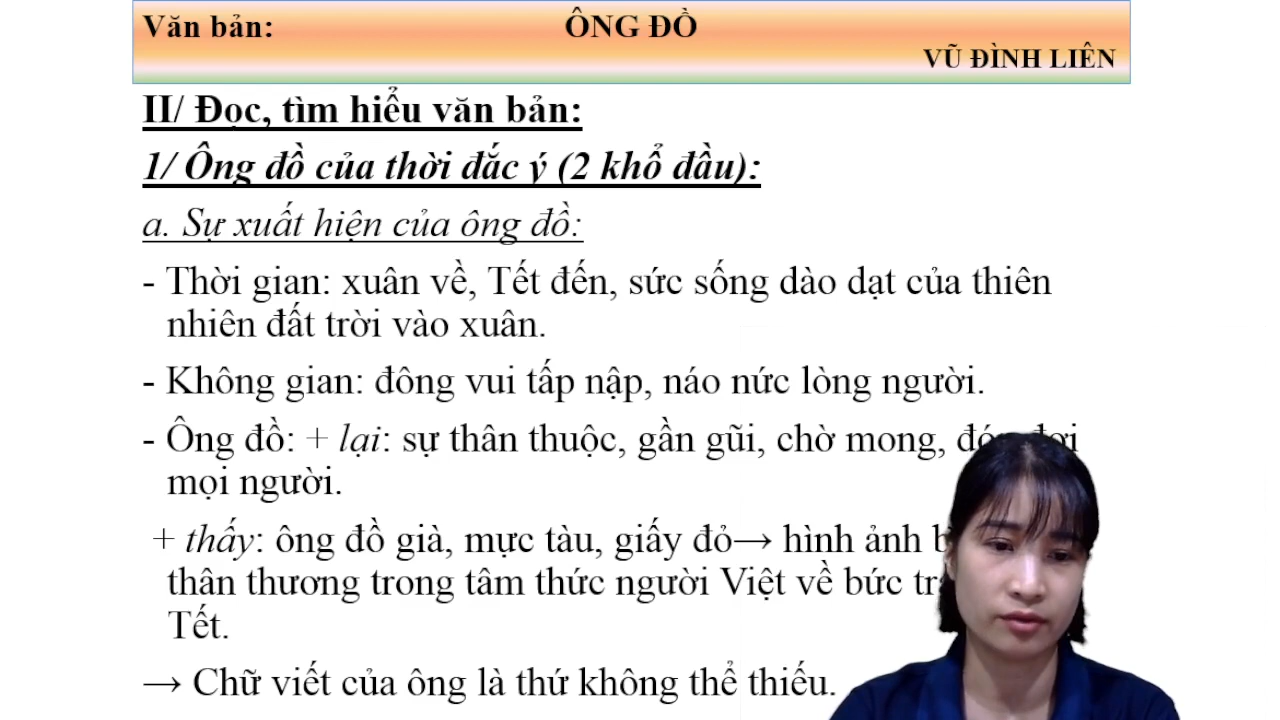 Văn bản: ÔNG ĐỒ
VŨ ĐÌNH LIÊN
II/ Đọc, tìm hiểu văn bản:
1/ Ông đồ của thời đắc ý (2 khổ đầu):
a. Sự xuất hiện của ông đồ:
- Thời gian: xuân về, Tết đến, sức sống dào dạt của thiên
nhiên đất trời vào xuân.
- Không gian: đông vui tấp nập, náo nức lòng người.
- Ông đồ: + lại: sự thân thuộc, gần gũi, chờ mong,
mọi người.
+ thấy: ông đồ già, mực tàu, giấy đỏ→ hình ảnh
thân thương trong tâm thức người Việt về bức
Tết.
→ Chữ viết của ông là thứ không thể thiếu.